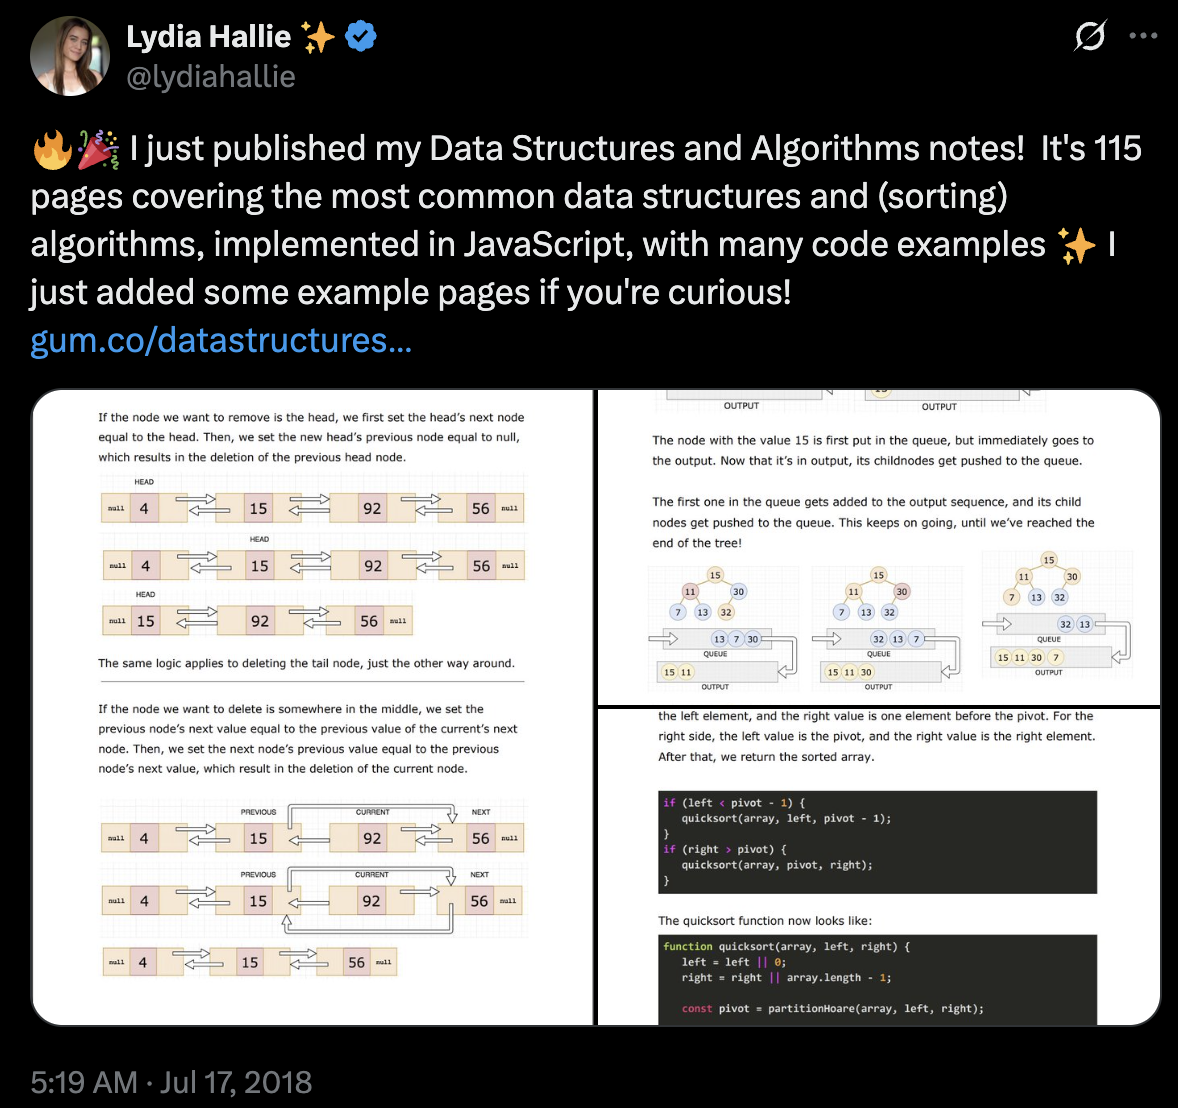 Lydia Hallie ✨
@lydiahallie
🔥🎉 I just published my Data Structures and Algorithms notes!  It's 115
pages covering the most common data structures and (sorting)
algorithms, implemented in JavaScript, with many code examples ✨ I
just added some example pages if you're curious!
gum.co/datastructures...
If the node we want to remove is the head, we first set the head's next node
equal to the head. Then, we set the new head's previous node equal to null,
which results in the deletion of the previous head node.
HEAD
null 4 15 92 56 null
HEAD
null 4 15 92 56 null
HEAD
null 15 92 56 null
The same logic applies to deleting the tail node, just the other way around.
If the node we want to delete is somewhere in the middle, we set the
previous node's next value equal to the previous value of the current's next
node. Then, we set the next node's previous value equal to the previous
node's next value, which result in the deletion of the current node.
PREVIOUS CURRENT NEXT
null 4 15 92 56 null
PREVIOUS CURRENT NEXT
null 4 15 92 56 null
null 4 15 56 null
OUTPUT OUTPUT
The node with the value 15 is first put in the queue, but immediately goes to
the output. Now that it's in output, its childnodes get pushed to the queue.
The first one in the queue gets added to the output sequence, and its child
nodes get pushed to the queue. This keeps on going, until we've reached the
end of the tree!
15
11 30
7 13 32
13 7 30
QUEUE
15 11
OUTPUT
15
11 30
7 13 32
32 13 7
QUEUE
15 11 30
OUTPUT
15
11 30
7 13 32
32 13
QUEUE
15 11 30 7
OUTPUT
the left element, and the right value is one element before the pivot. For the
right side, the left value is the pivot, and the right value is the right element.
After that, we return the sorted array.
if (left < pivot - 1) {
quicksort(array, left, pivot - 1);
}
if (right > pivot) {
quicksort(array, pivot, right);
}
The quicksort function now looks like:
function quicksort(array, left, right) {
left = left || 0;
right = right || array.length - 1;
const pivot = partitionHoare(array, left, right);
5:19 AM · Jul 17, 2018